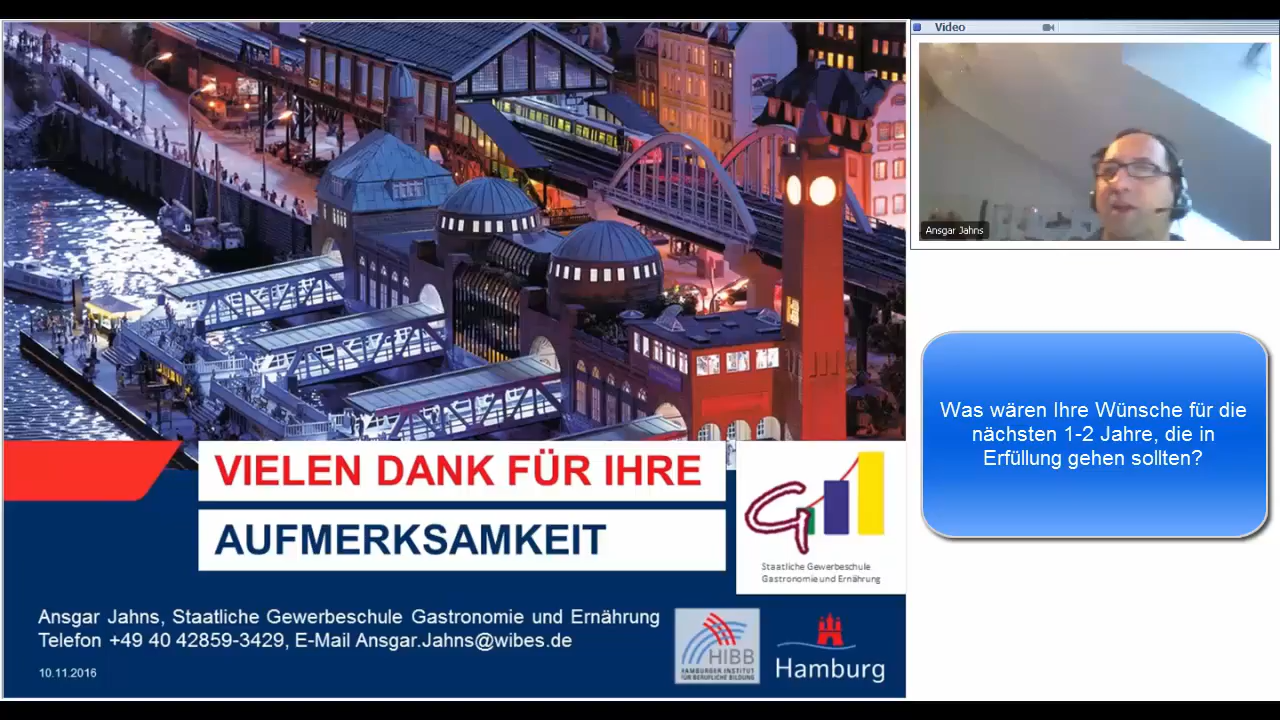 Video
Ansgar Jahns
Was wären Ihre Wünsche für die
nächsten 1-2 Jahre, die in
Erfüllung gehen sollten?
VIELEN DANK FÜR IHRE
AUFMERKSAMKEIT
G
Staatliche Gewerbeschule
Gastronomie und Ernährung
Ansgar Jahns, Staatliche Gewerbeschule Gastronomie und Ernährung
Telefon +49 40 42859-3429, E-Mail Ansgar.Jahns@wibes.de
10.11.2016
HIBB
HAMBURGER INSTITUT
FÜR BERUFLICHE BILDUNG
Hamburg